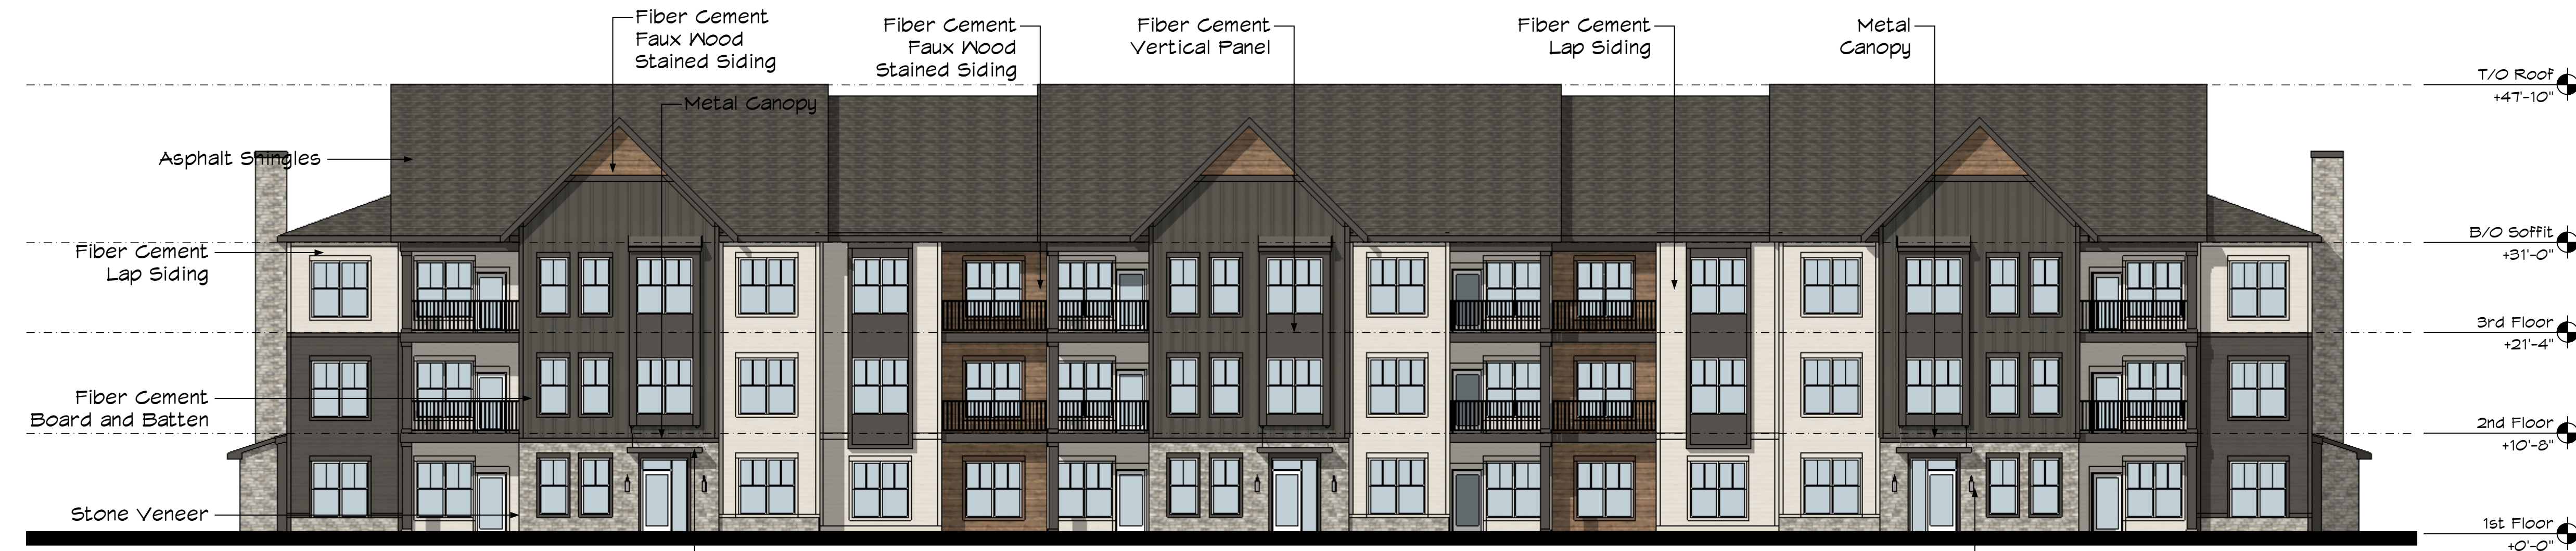 Fiber Cement
Faux Wood
Stained Siding
Fiber Cement
Faux Wood
Stained Siding
Fiber Cement
Vertical Panel
Fiber Cement
Lap Siding
Metal
Canopy
T/O Roof
+47'-10"
Metal Canopy
Asphalt Shingles
Fiber Cement
Lap Siding
B/O Soffit
+31'-0"
3rd Floor
+21'-4"
Fiber Cement
Board and Batten
2nd Floor
+10'-8"
Stone Veneer
1st Floor
+0'-0"